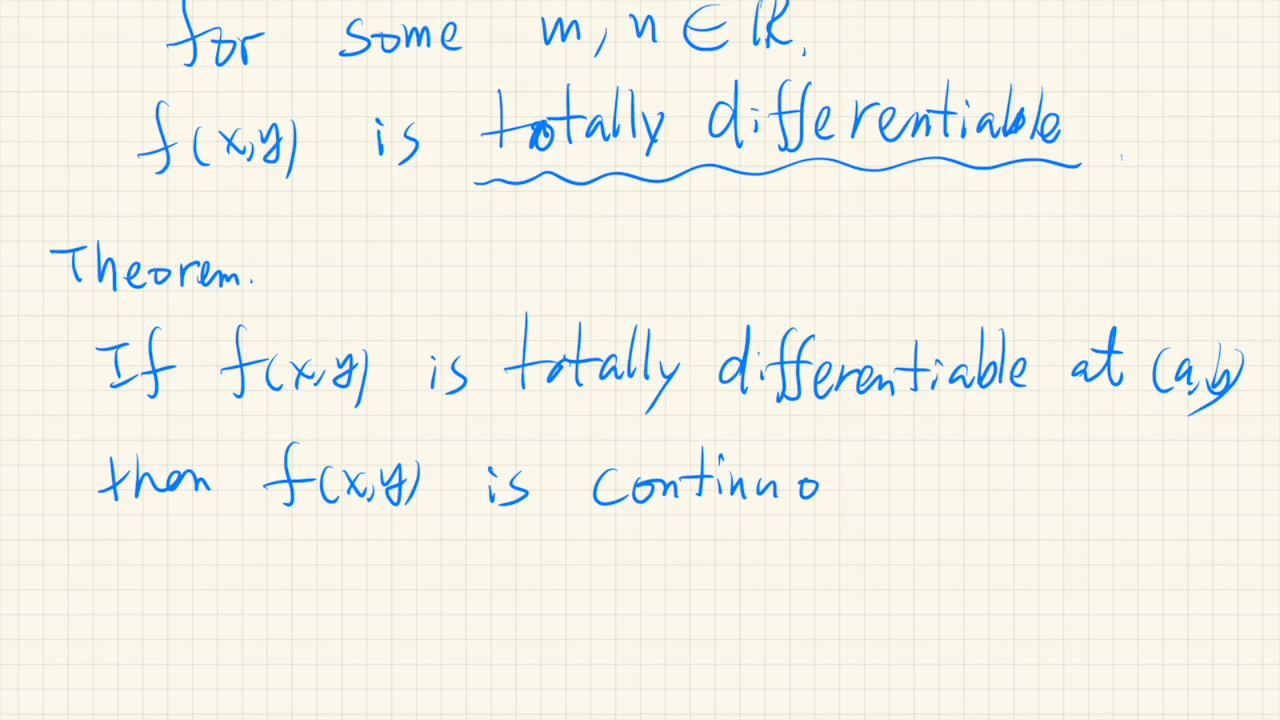 for some m, n ∈ ℝ.
f(x,y) is totally differentiable.
Theorem.
If f(x,y) is totally differentiable at (a,b)
then f(x,y) is continuo